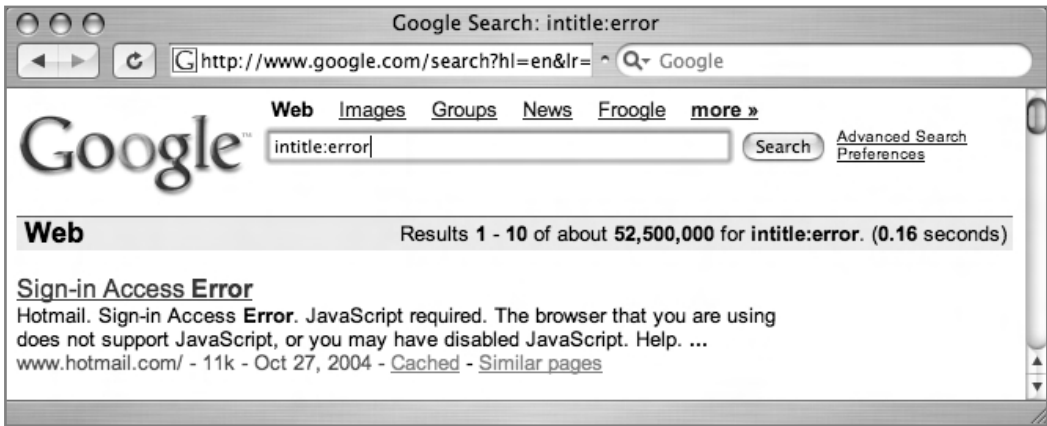 Google Search: intitle:error
G http://www.google.com/search?hl=en&lr= Q Google
Web Images Groups News Froogle more »
Google™ intitle:error Search Advanced Search
Preferences
Web Results 1 - 10 of about 52,500,000 for intitle:error. (0.16 seconds)
Sign-in Access Error
Hotmail. Sign-in Access Error. JavaScript required. The browser that you are using
does not support JavaScript, or you may have disabled JavaScript. Help. ...
www.hotmail.com/ - 11k - Oct 27, 2004 - Cached - Similar pages